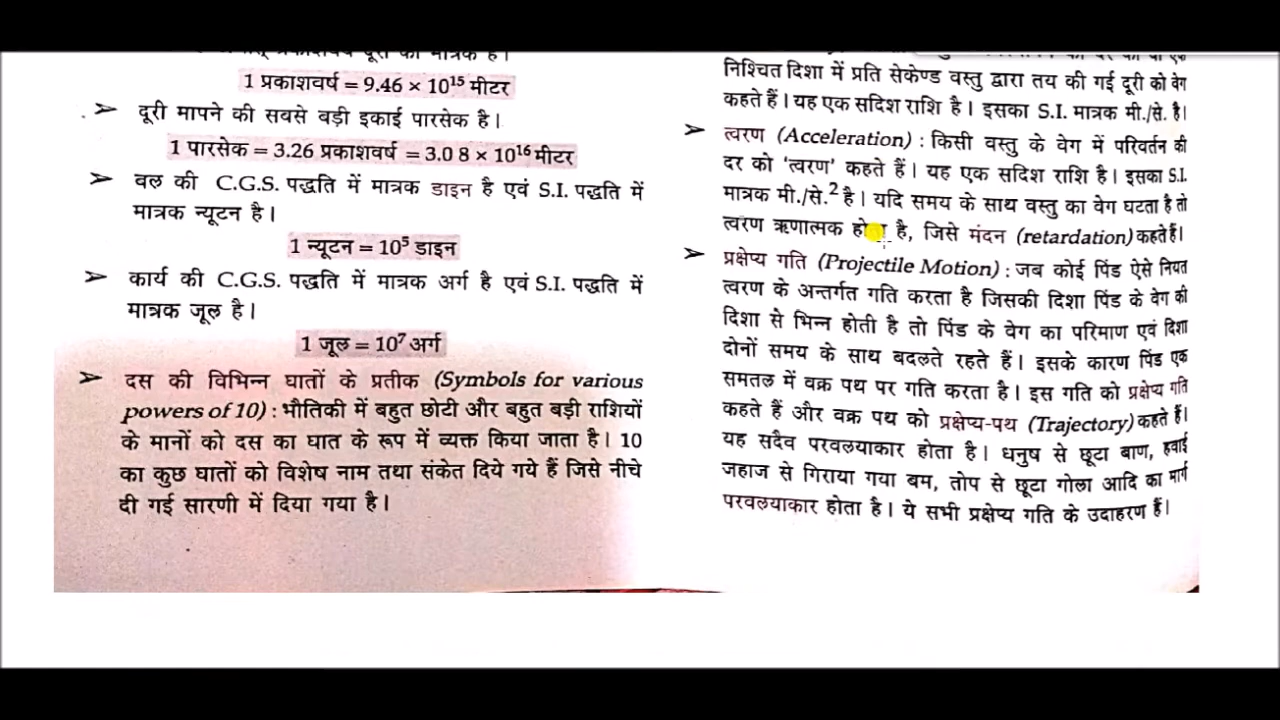 दूरी का मात्रक है।
1 प्रकाशवर्ष = 9.46 × 10¹⁵ मीटर
➢ दूरी मापने की सबसे बड़ी इकाई पारसेक है।
1 पारसेक = 3.26 प्रकाशवर्ष = 3.0 8 × 10¹⁶ मीटर
➢ बल की C.G.S. पद्धति में मात्रक डाइन है एवं S.I. पद्धति में
मात्रक न्यूटन है।
1 न्यूटन = 10⁵ डाइन
➢ कार्य की C.G.S. पद्धति में मात्रक अर्ग है एवं S.I. पद्धति में
मात्रक जूल है।
1 जूल = 10⁷ अर्ग
➢ दस की विभिन्न घातों के प्रतीक (Symbols for various
powers of 10) : भौतिकी में बहुत छोटी और बहुत बड़ी राशियों
के मानों को दस का घात के रूप में व्यक्त किया जाता है। 10
का कुछ घातों को विशेष नाम तथा संकेत दिये गये हैं जिसे नीचे
दी गई सारणी में दिया गया है।
निश्चित दिशा में प्रति सेकेण्ड वस्तु द्वारा तय की गई दूरी को वेग
कहते हैं। यह एक सदिश राशि है। इसका S.I. मात्रक मी./से. है।
➢ त्वरण (Acceleration) : किसी वस्तु के वेग में परिवर्तन की
दर को ‘त्वरण’ कहते हैं। यह एक सदिश राशि है। इसका S.I.
मात्रक मी./से.² है। यदि समय के साथ वस्तु का वेग घटता है तो
त्वरण ऋणात्मक होता है, जिसे मंदन (retardation) कहते हैं।
➢ प्रक्षेप्य गति (Projectile Motion) : जब कोई पिंड ऐसे नियत
त्वरण के अन्तर्गत गति करता है जिसकी दिशा पिंड के वेग की
दिशा से भिन्न होती है तो पिंड के वेग का परिमाण एवं दिशा
दोनों समय के साथ बदलते रहते हैं। इसके कारण पिंड एक
समतल में वक्र पथ पर गति करता है। इस गति को प्रक्षेप्य गति
कहते हैं और वक्र पथ को प्रक्षेप्य-पथ (Trajectory) कहते हैं।
यह सदैव परवलयाकार होता है। धनुष से छूटा बाण, हवाई
जहाज से गिराया गया बम, तोप से छूटा गोला आदि का मार्ग
परवलयाकार होता है। ये सभी प्रक्षेप्य गति के उदाहरण हैं।